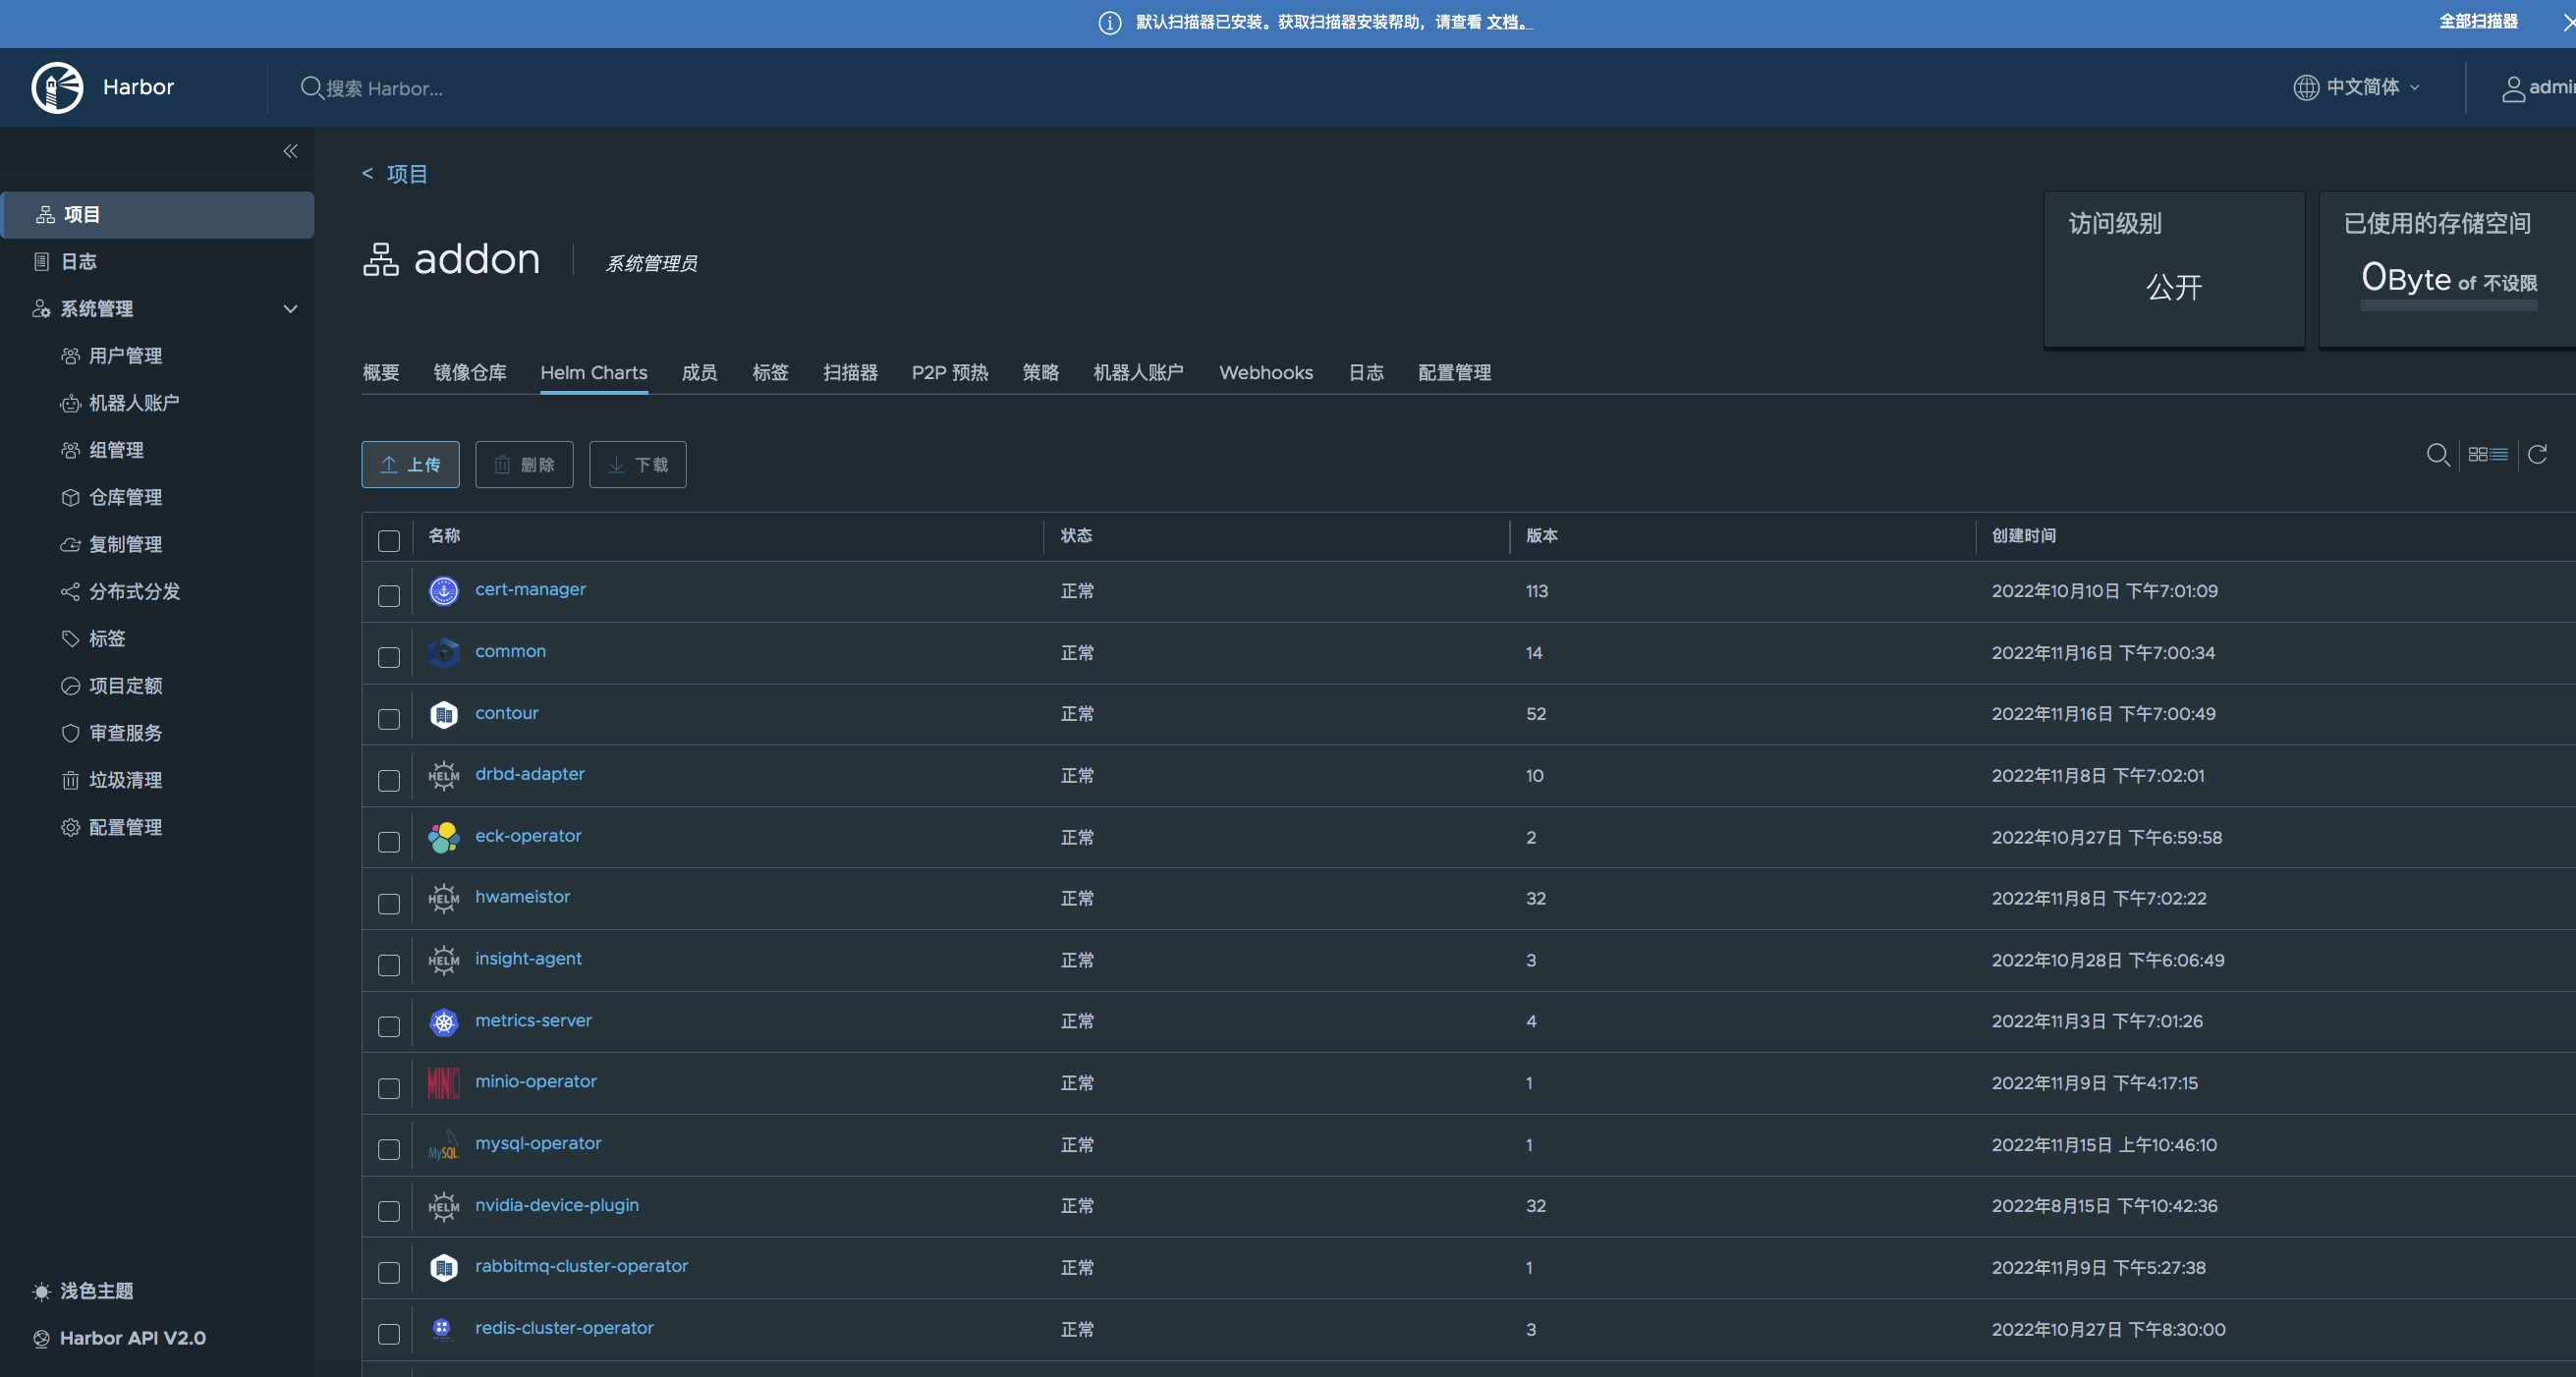 默认扫描器已安装。获取扫描器安装帮助，请查看 文档。
全部扫描器
Harbor
搜索 Harbor...
中文简体
admin
项目
日志
系统管理
用户管理
机器人账户
组管理
仓库管理
复制管理
分布式分发
标签
项目定额
审查服务
垃圾清理
配置管理
浅色主题
Harbor API V2.0
< 项目
addon 系统管理员
访问级别
公开
已使用的存储空间
0Byte of 不设限
概要 镜像仓库 Helm Charts 成员 标签 扫描器 P2P 预热 策略 机器人账户 Webhooks 日志 配置管理
上传 删除 下载
名称 状态 版本 创建时间
cert-manager 正常 113 2022年10月10日 下午7:01:09
common 正常 14 2022年11月16日 下午7:00:34
contour 正常 52 2022年11月16日 下午7:00:49
HELM drbd-adapter 正常 10 2022年11月8日 下午7:02:01
eck-operator 正常 2 2022年10月27日 下午6:59:58
HELM hwameistor 正常 32 2022年11月8日 下午7:02:22
HELM insight-agent 正常 3 2022年10月28日 下午6:06:49
metrics-server 正常 4 2022年11月3日 下午7:01:26
MINIO minio-operator 正常 1 2022年11月9日 下午4:17:15
MySQL mysql-operator 正常 1 2022年11月15日 上午10:46:10
HELM nvidia-device-plugin 正常 32 2022年8月15日 下午10:42:36
rabbitmq-cluster-operator 正常 1 2022年11月9日 下午5:27:38
redis-cluster-operator 正常 3 2022年10月27日 下午8:30:00